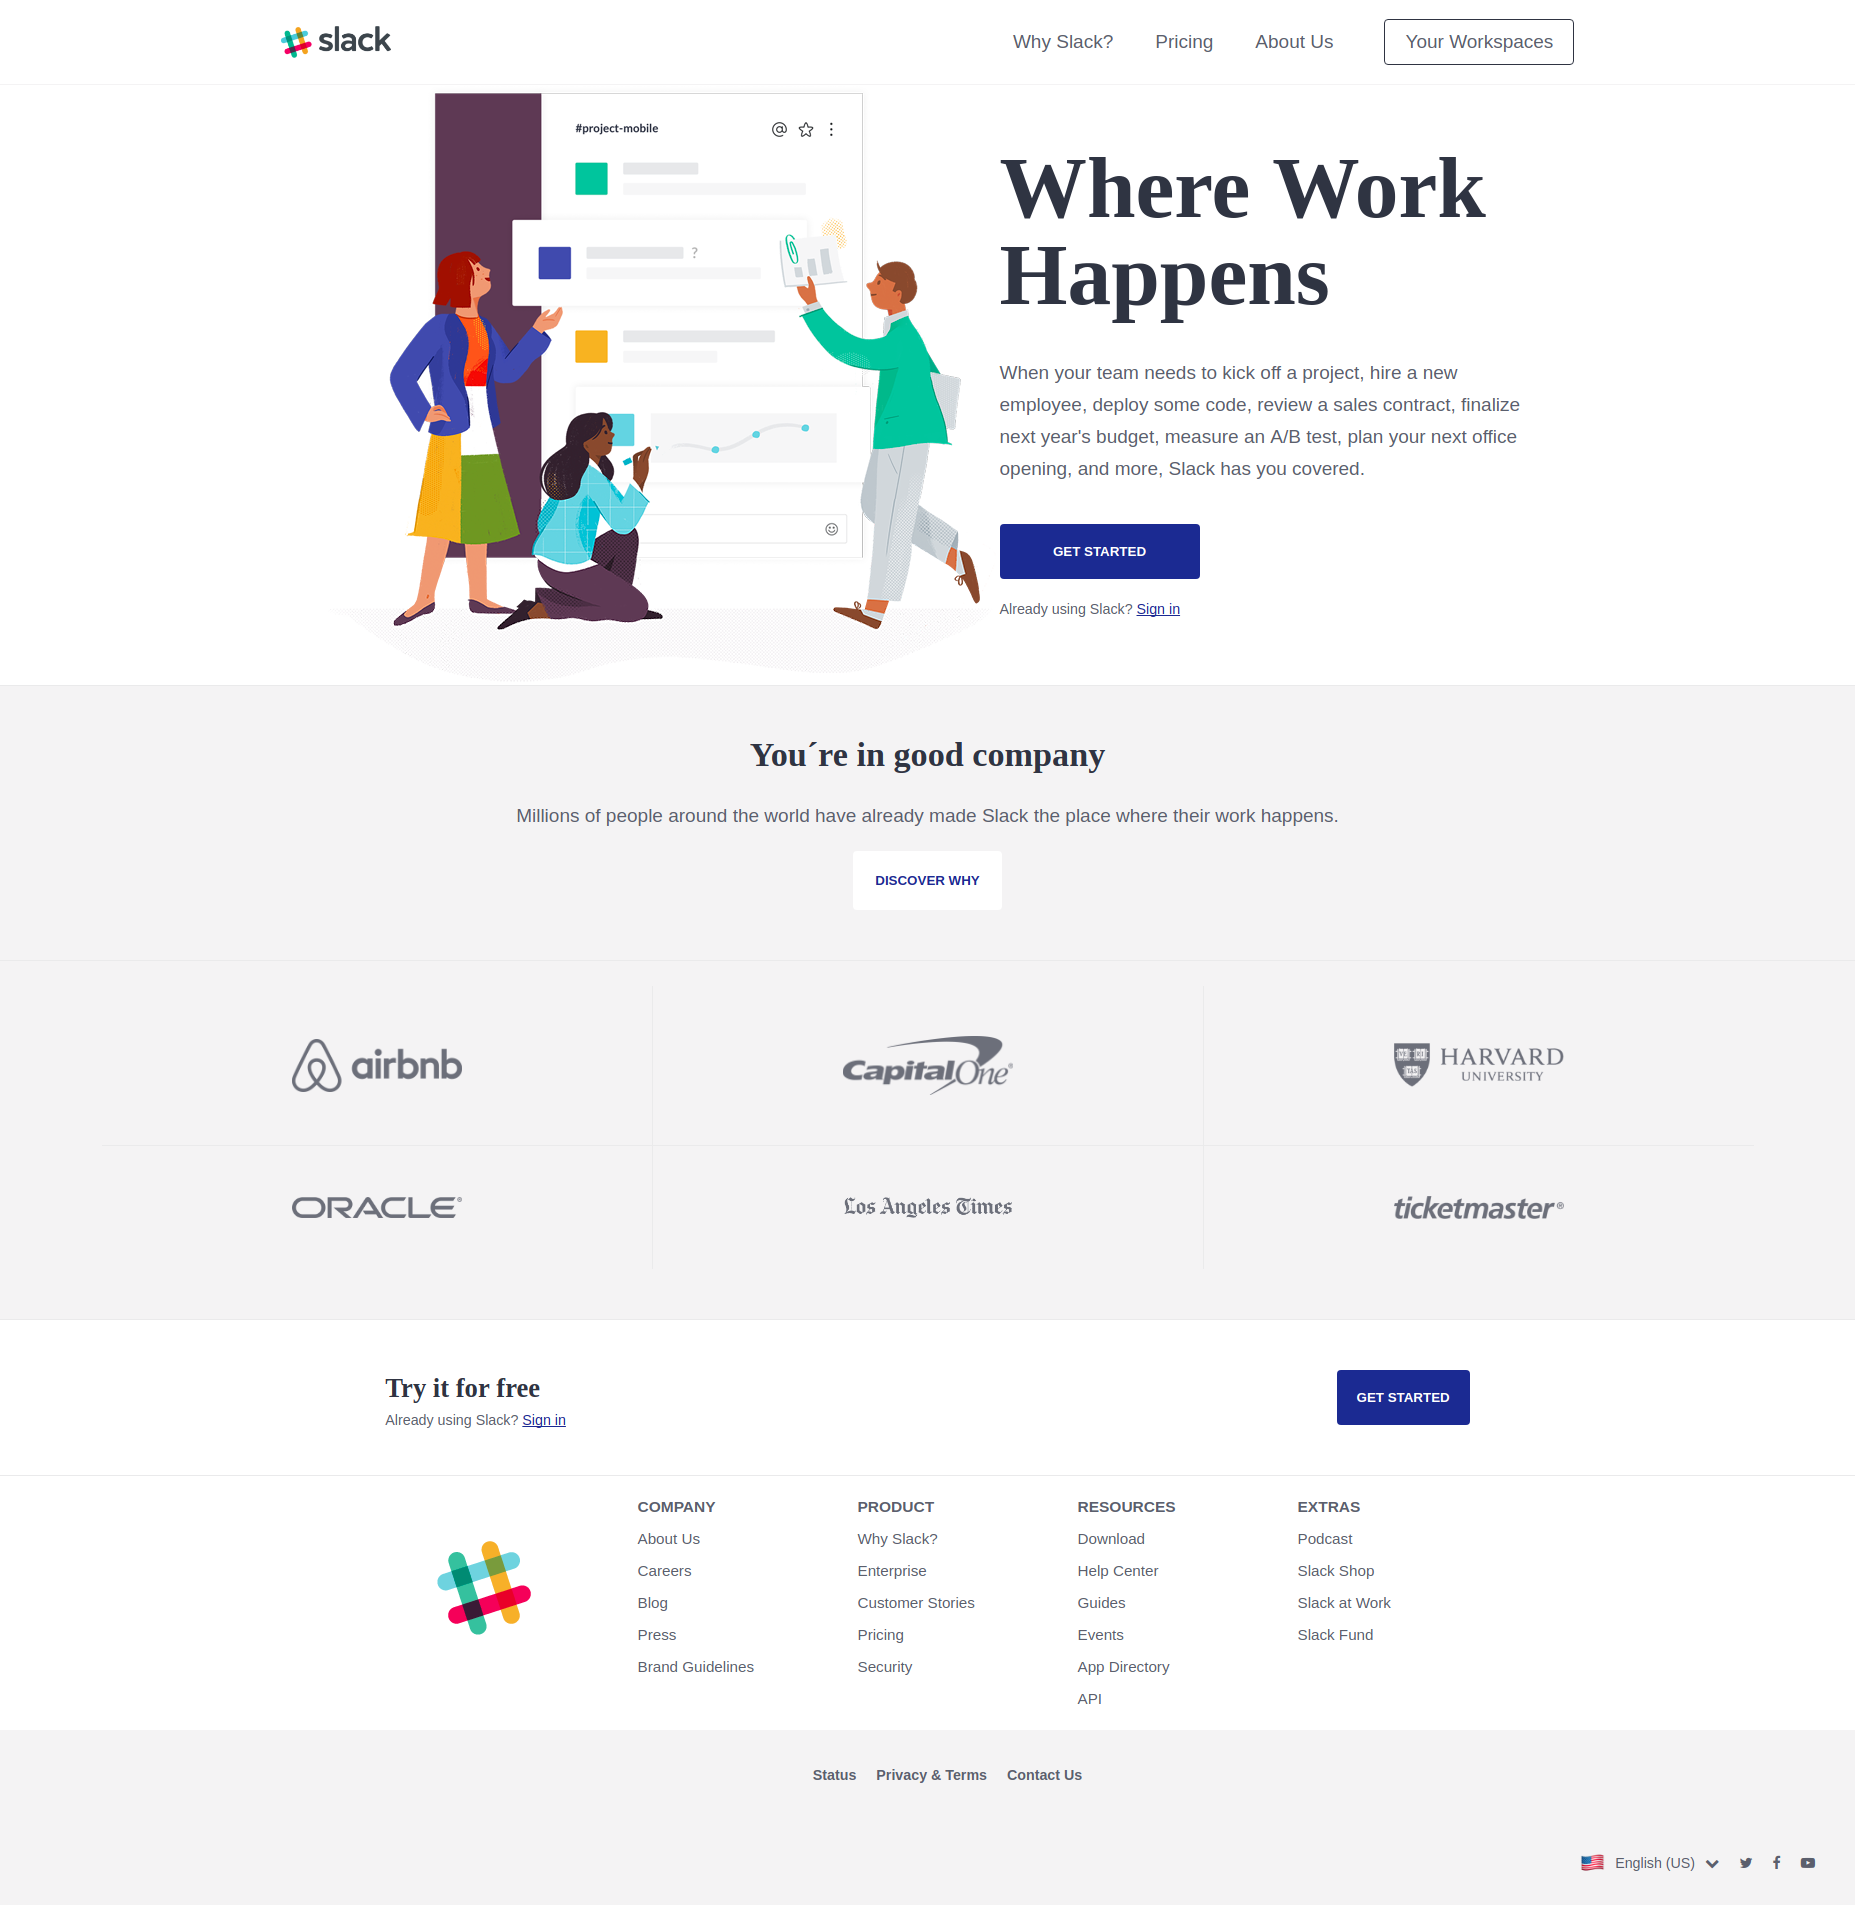 slack
Why Slack?
Pricing
About Us
Your Workspaces
#project-mobile
?
Where Work
Happens
When your team needs to kick off a project, hire a new
employee, deploy some code, review a sales contract, finalize
next year's budget, measure an A/B test, plan your next office
opening, and more, Slack has you covered.
GET STARTED
Already using Slack? Sign in
You´re in good company
Millions of people around the world have already made Slack the place where their work happens.
DISCOVER WHY
airbnb
CapitalOne®
HARVARD
UNIVERSITY
ORACLE®
Los Angeles Times
ticketmaster®
Try it for free
Already using Slack? Sign in
GET STARTED
COMPANY
About Us
Careers
Blog
Press
Brand Guidelines
PRODUCT
Why Slack?
Enterprise
Customer Stories
Pricing
Security
RESOURCES
Download
Help Center
Guides
Events
App Directory
API
EXTRAS
Podcast
Slack Shop
Slack at Work
Slack Fund
Status
Privacy & Terms
Contact Us
English (US)